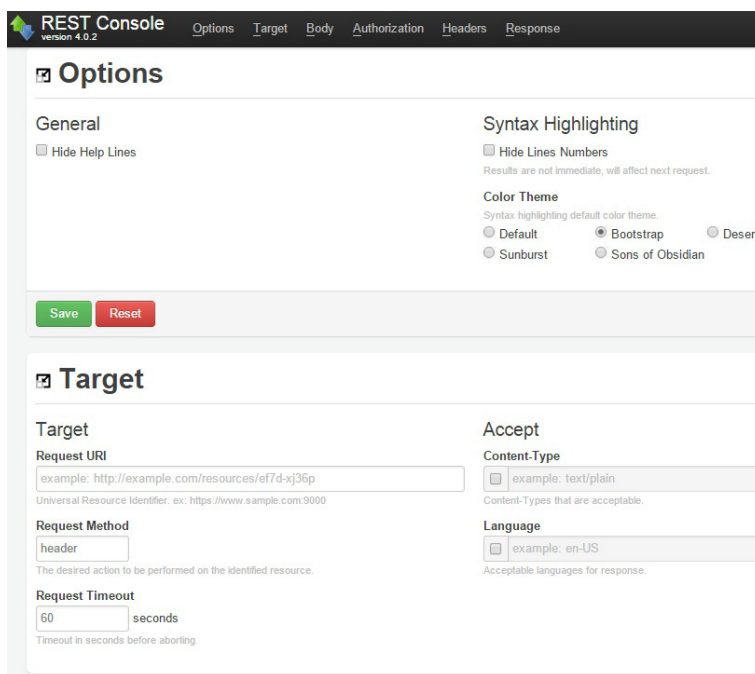 REST Console
version 4.0.2
Options Target Body Authorization Headers Response
Options
General
Hide Help Lines
Syntax Highlighting
Hide Lines Numbers
Results are not immediate, will affect next request.
Color Theme
Syntax highlighting default color theme.
Default Bootstrap Deser
Sunburst Sons of Obsidian
Save Reset
Target
Target
Request URI
example: http://example.com/resources/ef7d-xj36p
Universal Resource Identifier. ex: https://www.sample.com:9000
Request Method
header
The desired action to be performed on the identified resource.
Request Timeout
60 seconds
Timeout in seconds before aborting.
Accept
Content-Type
example: text/plain
Content-Types that are acceptable.
Language
example: en-US
Acceptable languages for response.